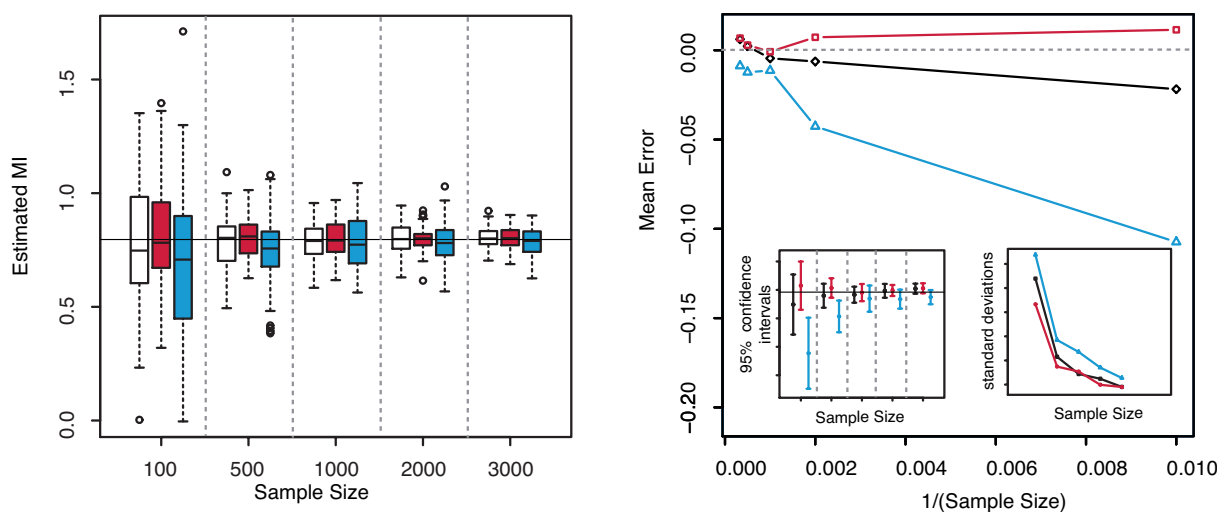 Estimated MI
1.5
1.0
0.5
0.0
100 500 1000 2000 3000
Sample Size
Mean Error
0.00
−0.05
−0.10
−0.15
−0.20
95% confidence
intervals
Sample Size
standard deviations
Sample Size
0.000 0.002 0.004 0.006 0.008 0.010
1/(Sample Size)